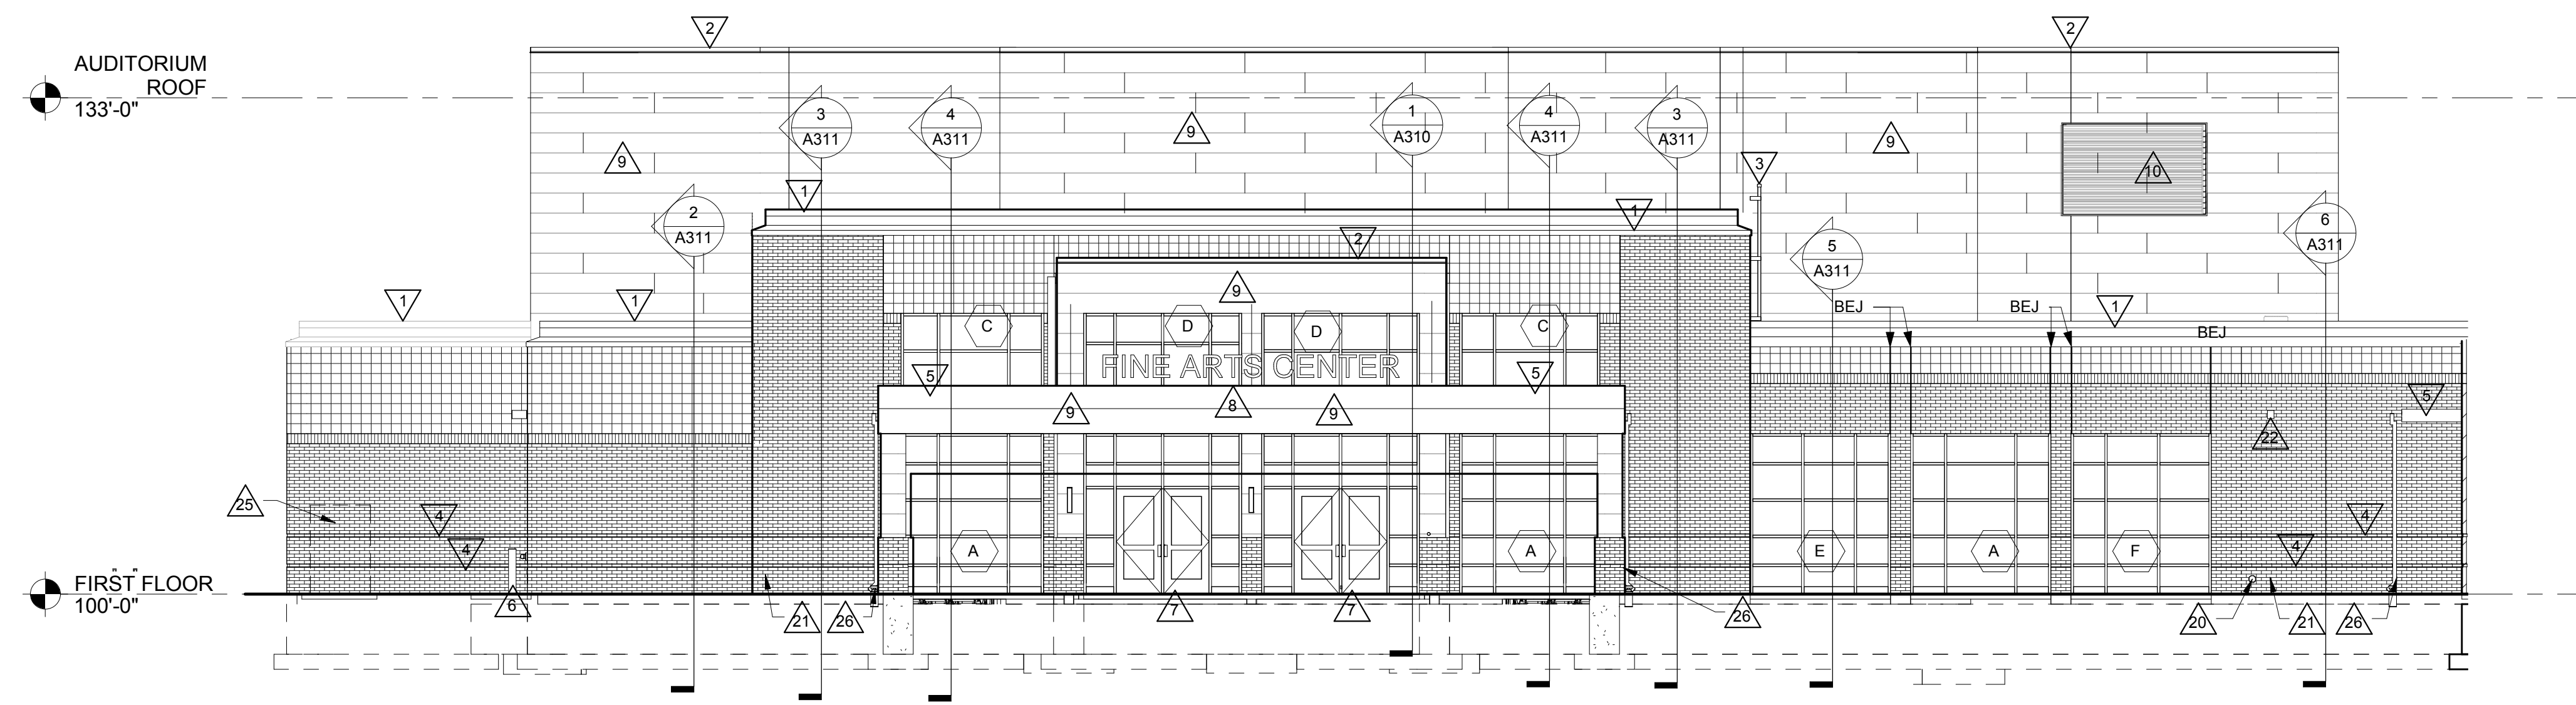 2
2
AUDITORIUM
ROOF
133'-0"
3
A311
4
A311
1
A310
4
A311
3
A311
9
9
9
3
10
1
1
2
A311
2
5
A311
6
A311
9
1
1
BEJ
BEJ
1
BEJ
C
D
D
C
FINE ARTS CENTER
5
5
5
9
8
9
22
25
4
4
4
4
A
A
E
A
F
FIRST FLOOR
100'-0"
6
21
26
7
7
26
20
21
26